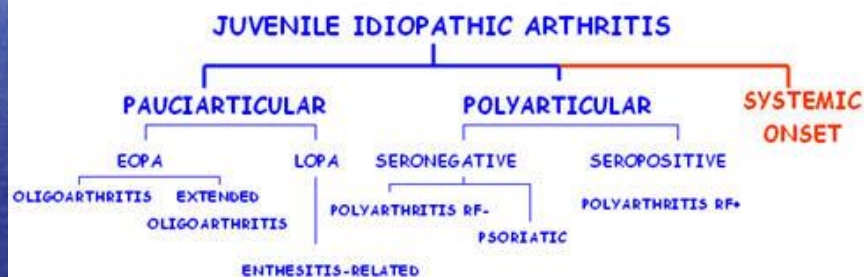 JUVENILE IDIOPATHIC ARTHRITIS
PAUCIARTICULAR
POLYARTICULAR
SYSTEMIC
ONSET
EOPA
LOPA
SERONEGATIVE
SEROPOSITIVE
OLIGOARTHRITIS
EXTENDED
OLIGOARTHRITIS
POLYARTHRITIS RF-
POLYARTHRITIS RF+
PSORIATIC
ENTHESITIS-RELATED